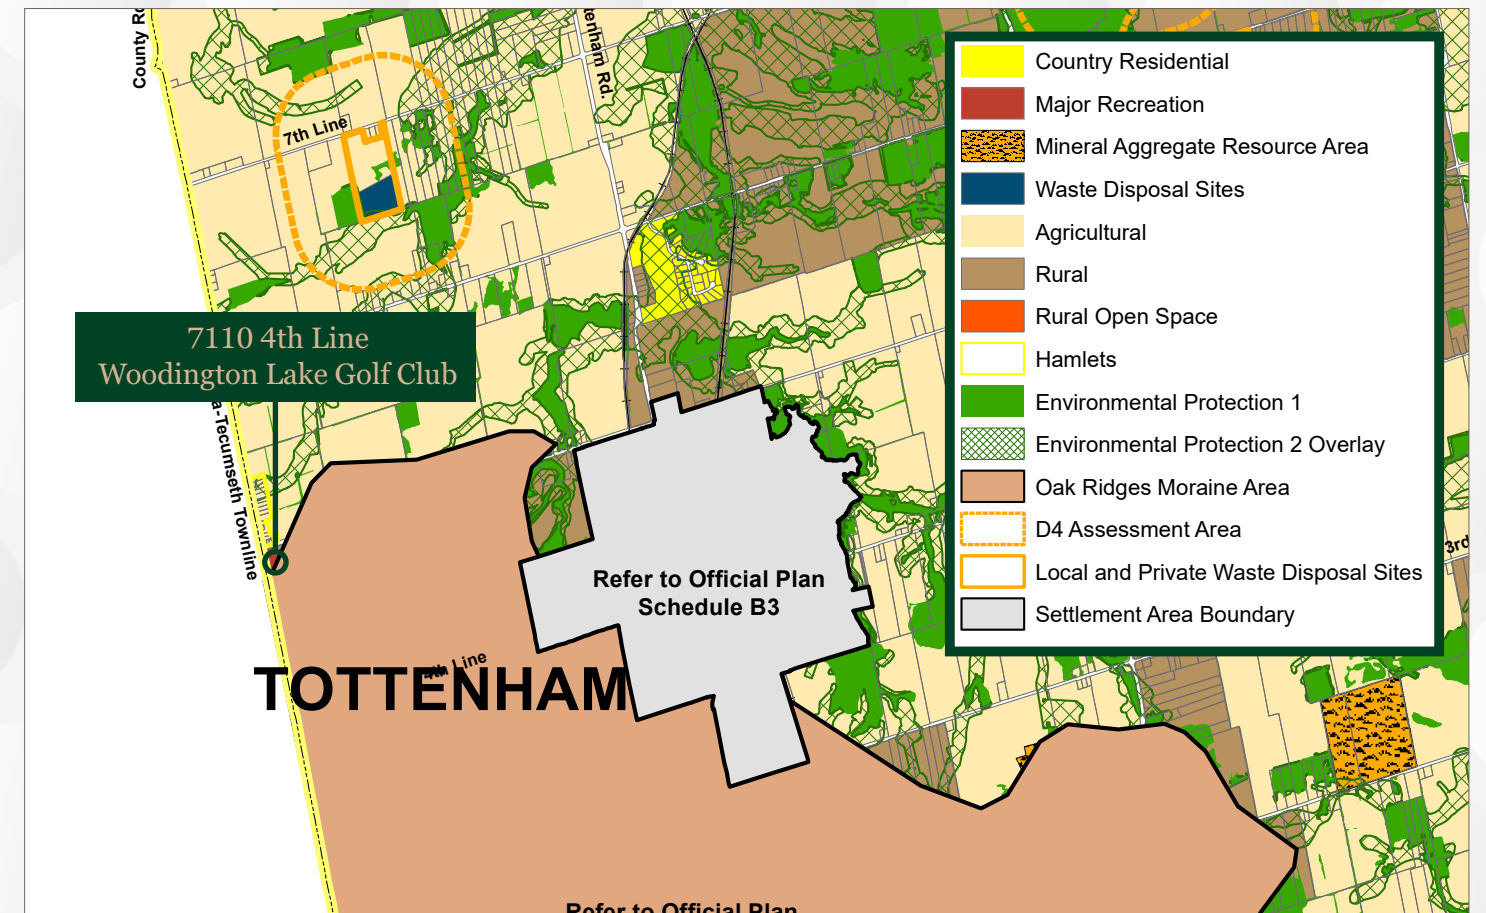 County Ro
tenham Rd.
7th Line
7110 4th Line
Woodington Lake Golf Club
a-Tecumseth Townline
Refer to Official Plan
Schedule B3
4th Line
TOTTENHAM
Refer to Official Plan
3rd
Country Residential
Major Recreation
Mineral Aggregate Resource Area
Waste Disposal Sites
Agricultural
Rural
Rural Open Space
Hamlets
Environmental Protection 1
Environmental Protection 2 Overlay
Oak Ridges Moraine Area
D4 Assessment Area
Local and Private Waste Disposal Sites
Settlement Area Boundary